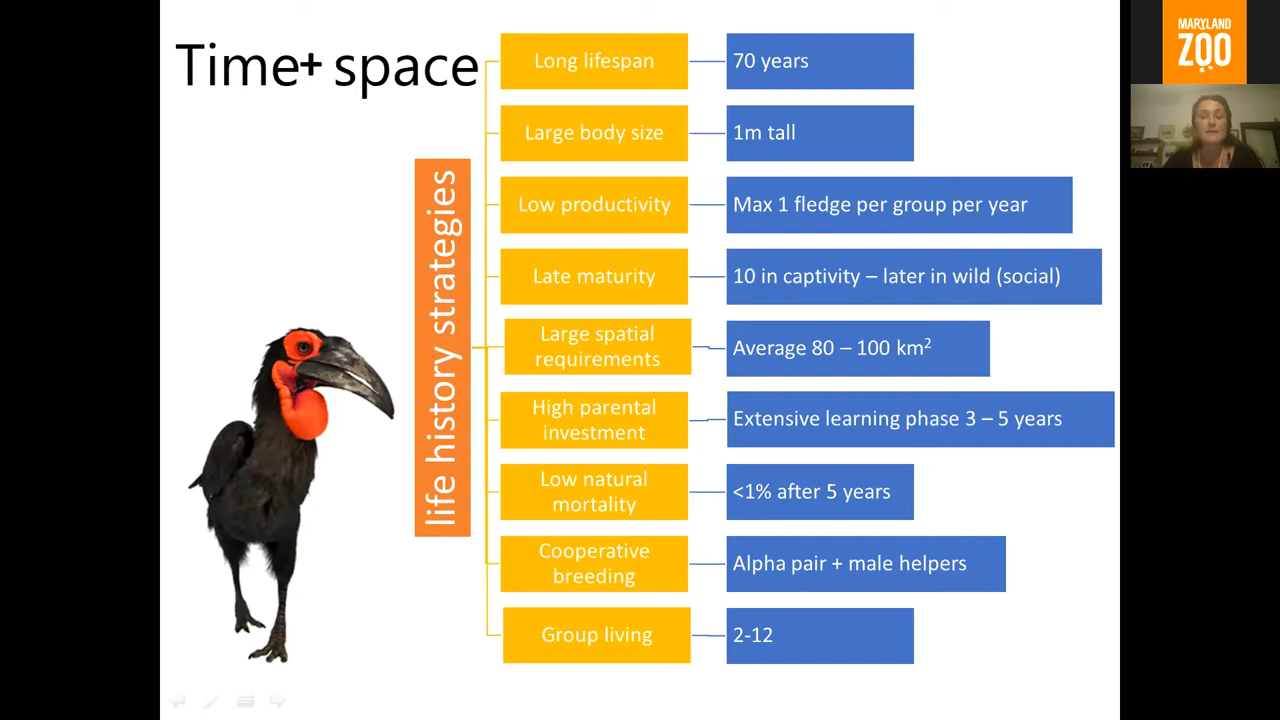 Time+ space
life history strategies
Long lifespan
70 years
Large body size
1m tall
Low productivity
Max 1 fledge per group per year
Late maturity
10 in captivity – later in wild (social)
Large spatial
requirements
Average 80 – 100 km²
High parental
investment
Extensive learning phase 3 – 5 years
Low natural
mortality
<1% after 5 years
Cooperative
breeding
Alpha pair + male helpers
Group living
2-12
MARYLAND
ZOO